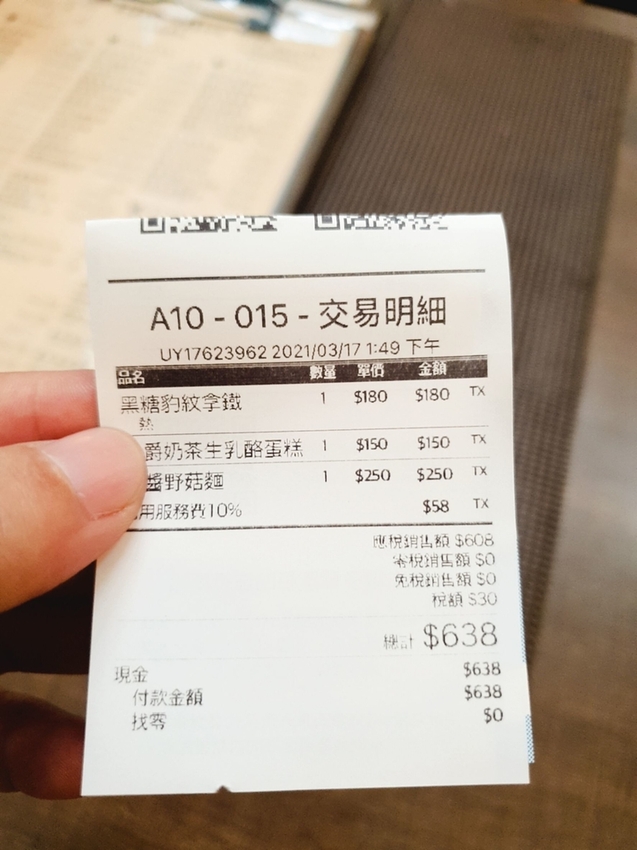 A10 - 015 - 交易明細
UY17623962 2021/03/17 1:49 下午
品名 數量 單價 金額
黑糖豹紋拿鐵 1 $180 $180 TX
熱
爵奶茶生乳酪蛋糕 1 $150 $150 TX
醬野菇麵 1 $250 $250 TX
用服務費10% $58 TX
應稅銷售額 $608
零稅銷售額 $0
免稅銷售額 $0
稅額 $30
總計 $638
現金 $638
付款金額 $638
找零 $0